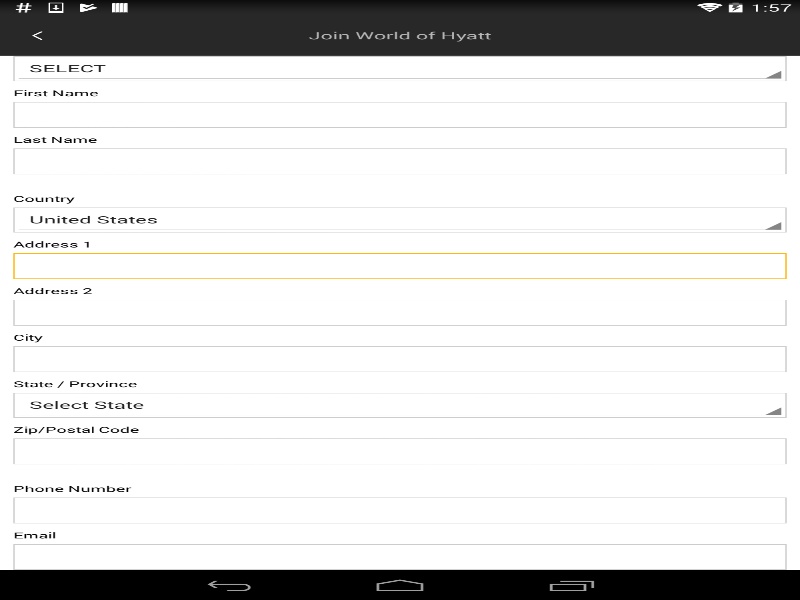 # 1:57
< Join World of Hyatt
SELECT
First Name
Last Name
Country
United States
Address 1
Address 2
City
State / Province
Select State
Zip/Postal Code
Phone Number
Email